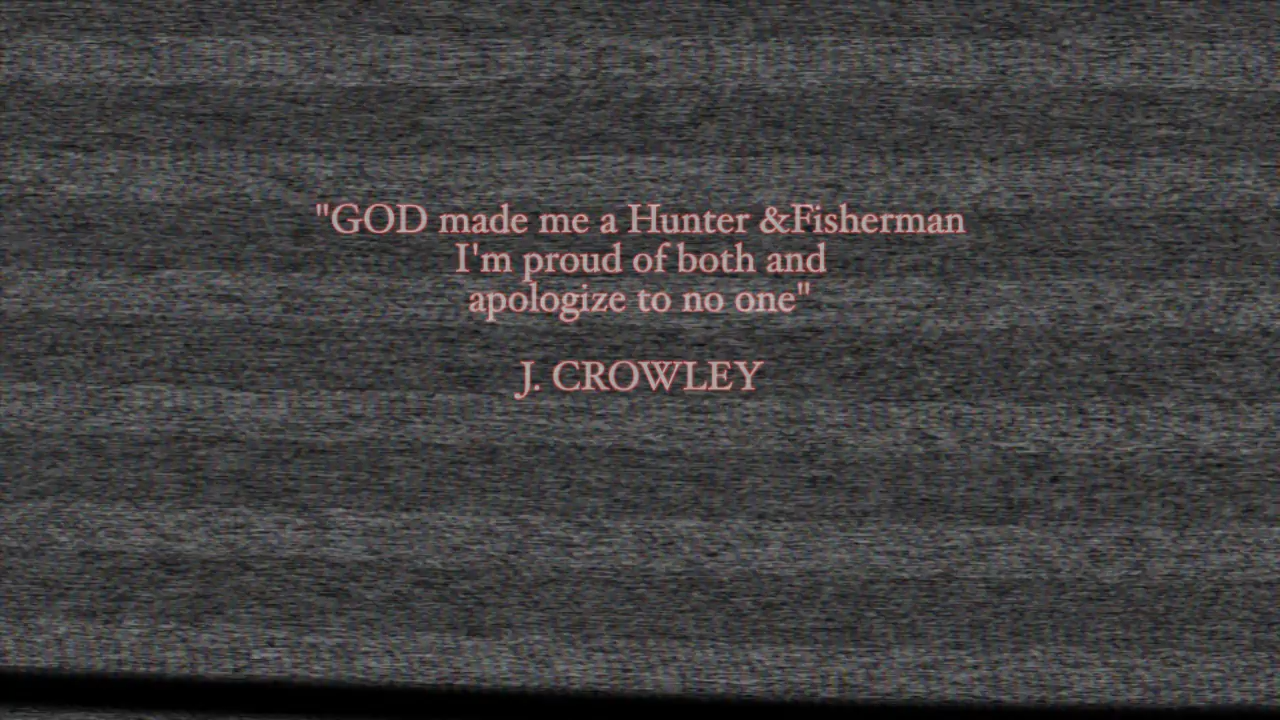 "GOD made me a Hunter &Fisherman
I'm proud of both and
apologize to no one"
J. CROWLEY